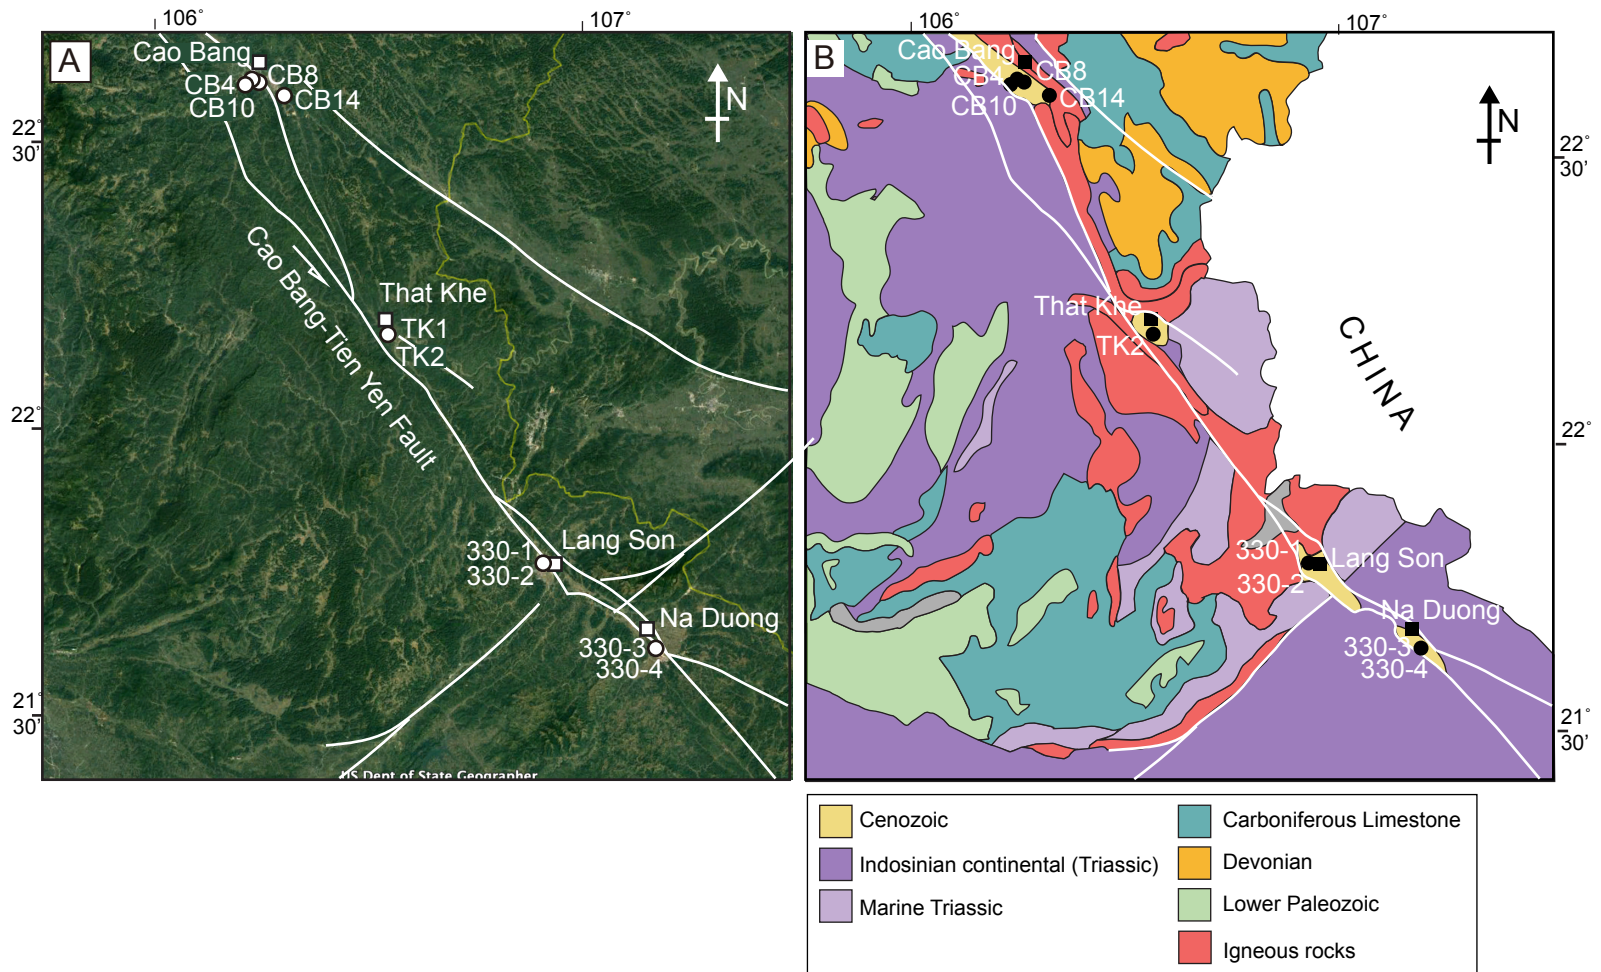 A
106°
107°
Cao Bang
CB4
CB8
CB10
CB14
N
22°
30'
Cao Bang-Tien Yen Fault
That Khe
TK1
TK2
22°
330-1
Lang Son
330-2
Na Duong
330-3
330-4
21°
30'
US Dept of State Geographer
B
106°
107°
Cao Bang
CB4
CB8
CB10
CB14
N
22°
30'
That Khe
TK2
CHINA
22°
330-1
Lang Son
330-2
Na Duong
330-3
330-4
21°
30'
Cenozoic
Indosinian continental (Triassic)
Marine Triassic
Carboniferous Limestone
Devonian
Lower Paleozoic
Igneous rocks